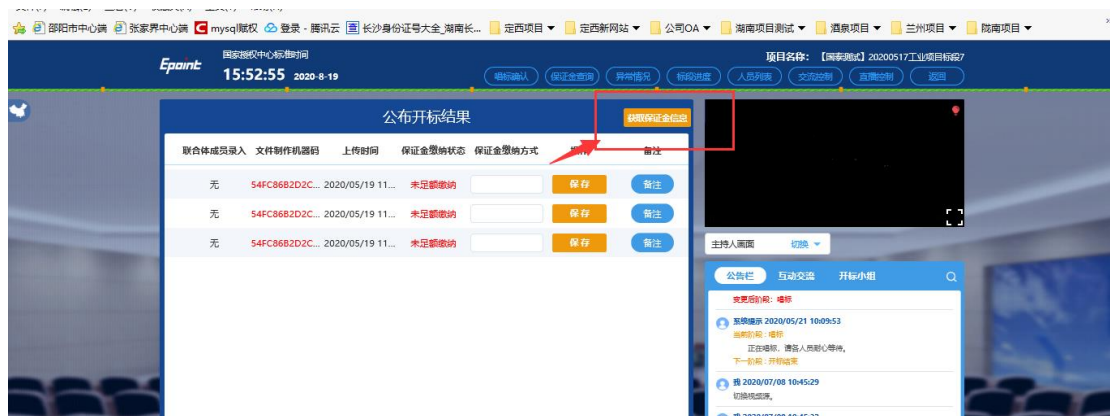 邵阳市中心端 张家界中心端 mysql赋权 登录 - 腾讯云 长沙身份证号大全_湖南长... 定西项目 定西新网站 公司OA 湖南项目测试 酒泉项目 兰州项目 陇南项目
Epoint
国家授权中心标准时间
15:52:55 2020-8-19
项目名称: 【国泰测试】20200517工业项目标段7
唱标确认 保证金查询 异常情况 标段进度 人员列表 交流控制 直播控制 返回
公布开标结果
获取保证金信息
联合体成员录入 文件制作机器码 上传时间 保证金缴纳状态 保证金缴纳方式 备注
无 54FC86B2D2C... 2020/05/19 11... 未足额缴纳 保存 备注
无 54FC86B2D2C... 2020/05/19 11... 未足额缴纳 保存 备注
无 54FC86B2D2C... 2020/05/19 11... 未足额缴纳 保存 备注
主持人画面 切换
公告栏 互动交流 开标小组
变更后阶段: 唱标
系统提示 2020/05/21 10:09:53
当前阶段: 唱标
正在唱标, 请各人员耐心等待。
下一阶段: 开标结束
我 2020/07/08 10:45:29
切换视频源。